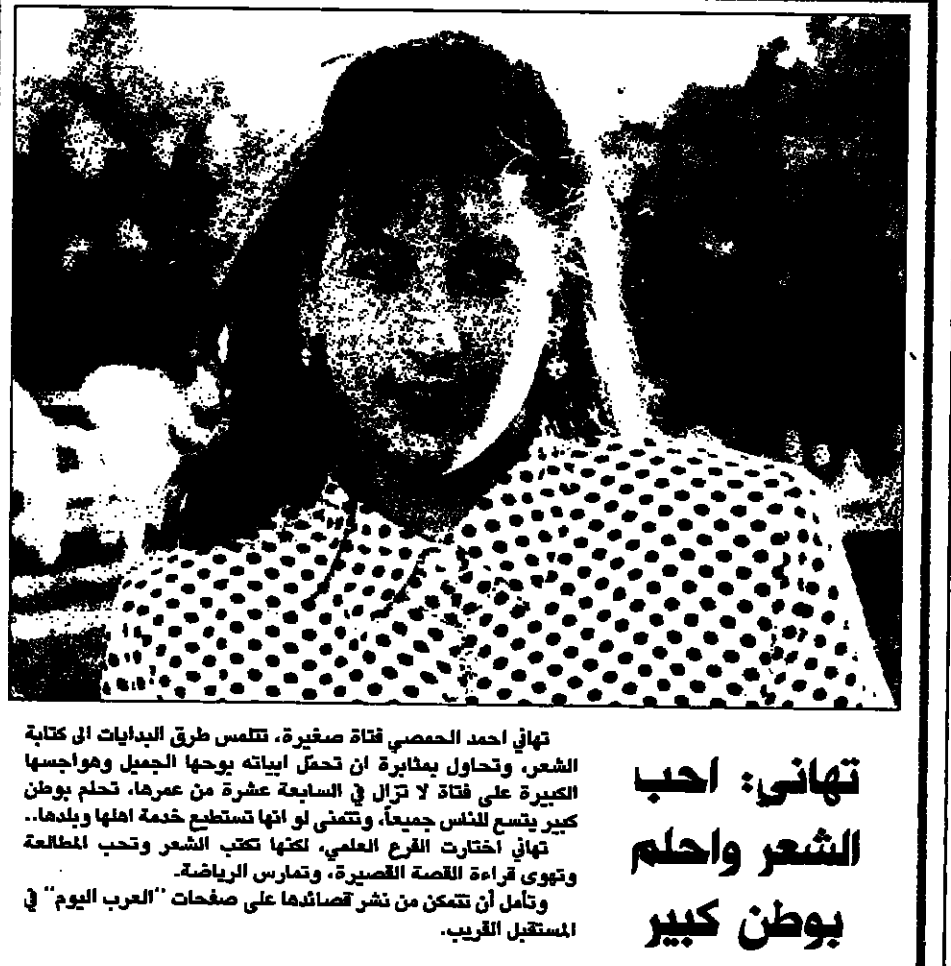 تهاني: احب
الشعر واحلم
بوطن كبير
تهاني احمد الحمصي فتاة صغيرة، تتلمس طرق البدايات الى كتابة
الشعر، وتحاول بمثابرة ان تحمّل ابياته بوحها الجميل وهواجسها
الكبيرة على فتاة لا تزال في السابعة عشرة من عمرها، تحلم بوطن
كبير يتسع للناس جميعاً، وتتمنى لو انها تستطيع خدمة اهلها وبلدها..
تهاني اختارت الفرع العلمي، لكنها تكتب الشعر وتحب المطالعة
وتهوى قراءة القصة القصيرة، وتمارس الرياضة.
وتأمل أن تتمكن من نشر قصائدها على صفحات "العرب اليوم" في
المستقبل القريب.